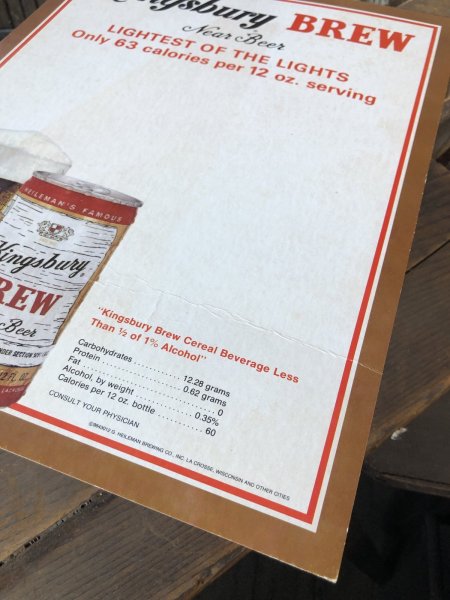 Kingsbury BREW
Near Beer
LIGHTEST OF THE LIGHTS
Only 63 calories per 12 oz. serving
HEILEMAN'S FAMOUS
Kingsbury
REW
Beer
"Kingsbury Brew Cereal Beverage Less
Than ½ of 1% Alcohol"
Carbohydrates 12.28 grams
Protein 0.62 grams
Fat 0
Alcohol, by weight 0.35%
Calories per 12 oz. bottle 60
CONSULT YOUR PHYSICIAN
G. HEILEMAN BREWING CO., INC. LA CROSSE, WISCONSIN AND OTHER CITIES